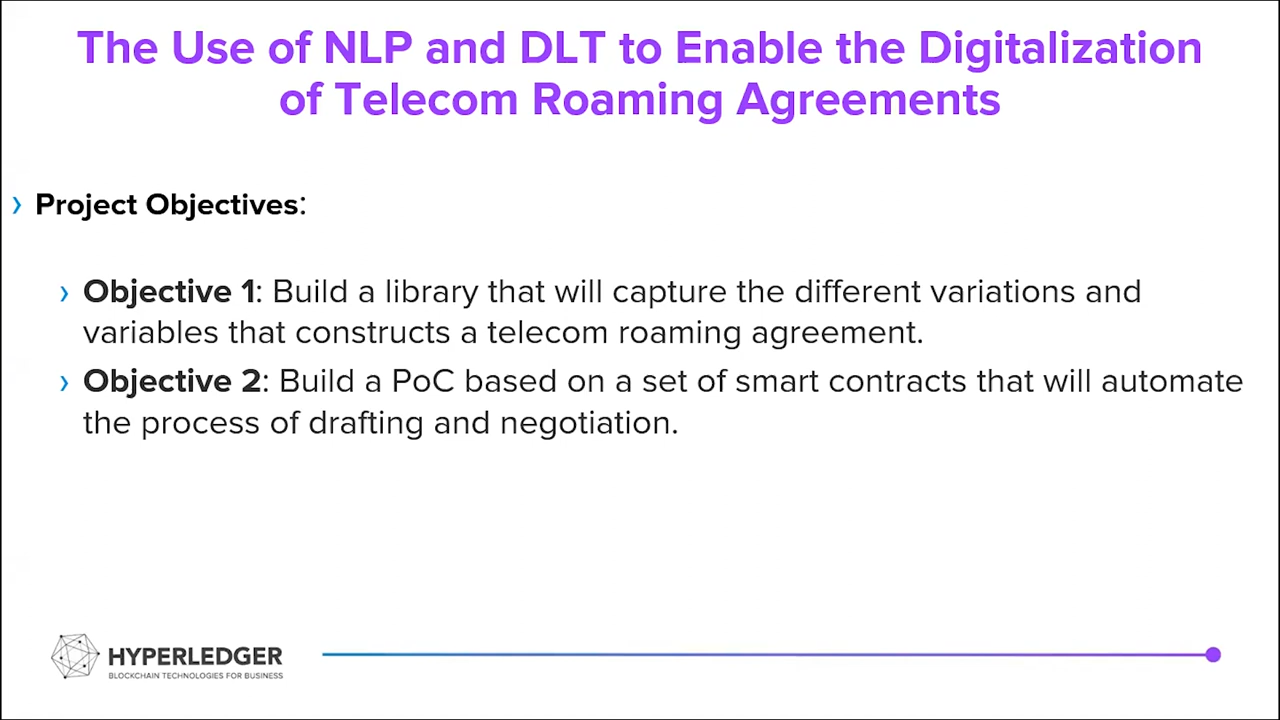 The Use of NLP and DLT to Enable the Digitalization
of Telecom Roaming Agreements
› Project Objectives:
› Objective 1: Build a library that will capture the different variations and
variables that constructs a telecom roaming agreement.
› Objective 2: Build a PoC based on a set of smart contracts that will automate
the process of drafting and negotiation.
HYPERLEDGER
BLOCKCHAIN TECHNOLOGIES FOR BUSINESS